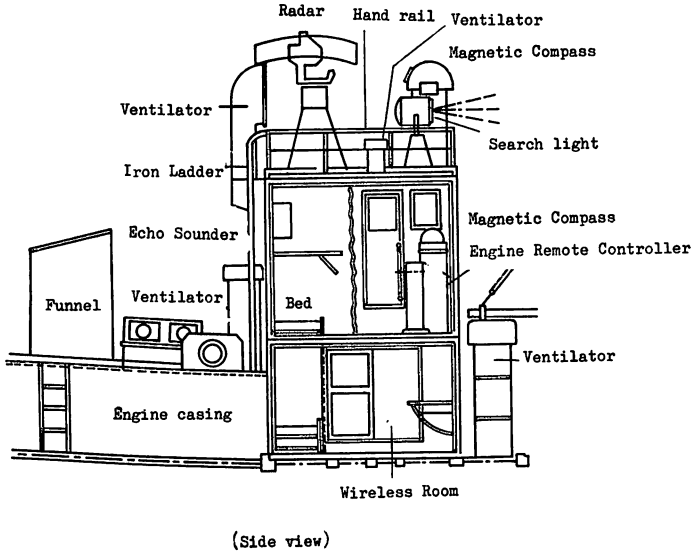 Radar
Hand rail
Ventilator
Magnetic Compass
Ventilator
Search light
Iron Ladder
Magnetic Compass
Echo Sounder
Engine Remote Controller
Ventilator
Bed
Funnel
Ventilator
Engine casing
Wireless Room
(Side view)